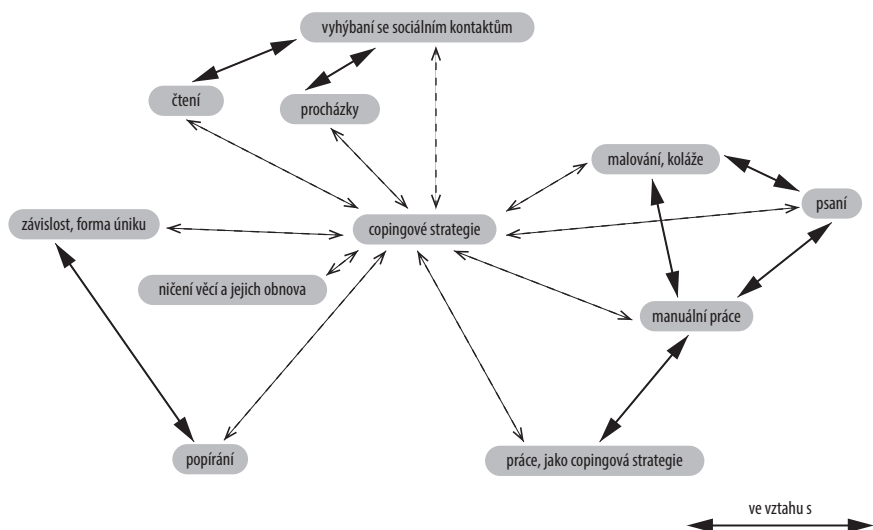 vyhýbaní se sociálním kontaktům
čtení
procházky
malování, koláže
psaní
závislost, forma úniku
copingové strategie
ničení věcí a jejich obnova
manuální práce
popírání
práce, jako copingová strategie
ve vztahu s